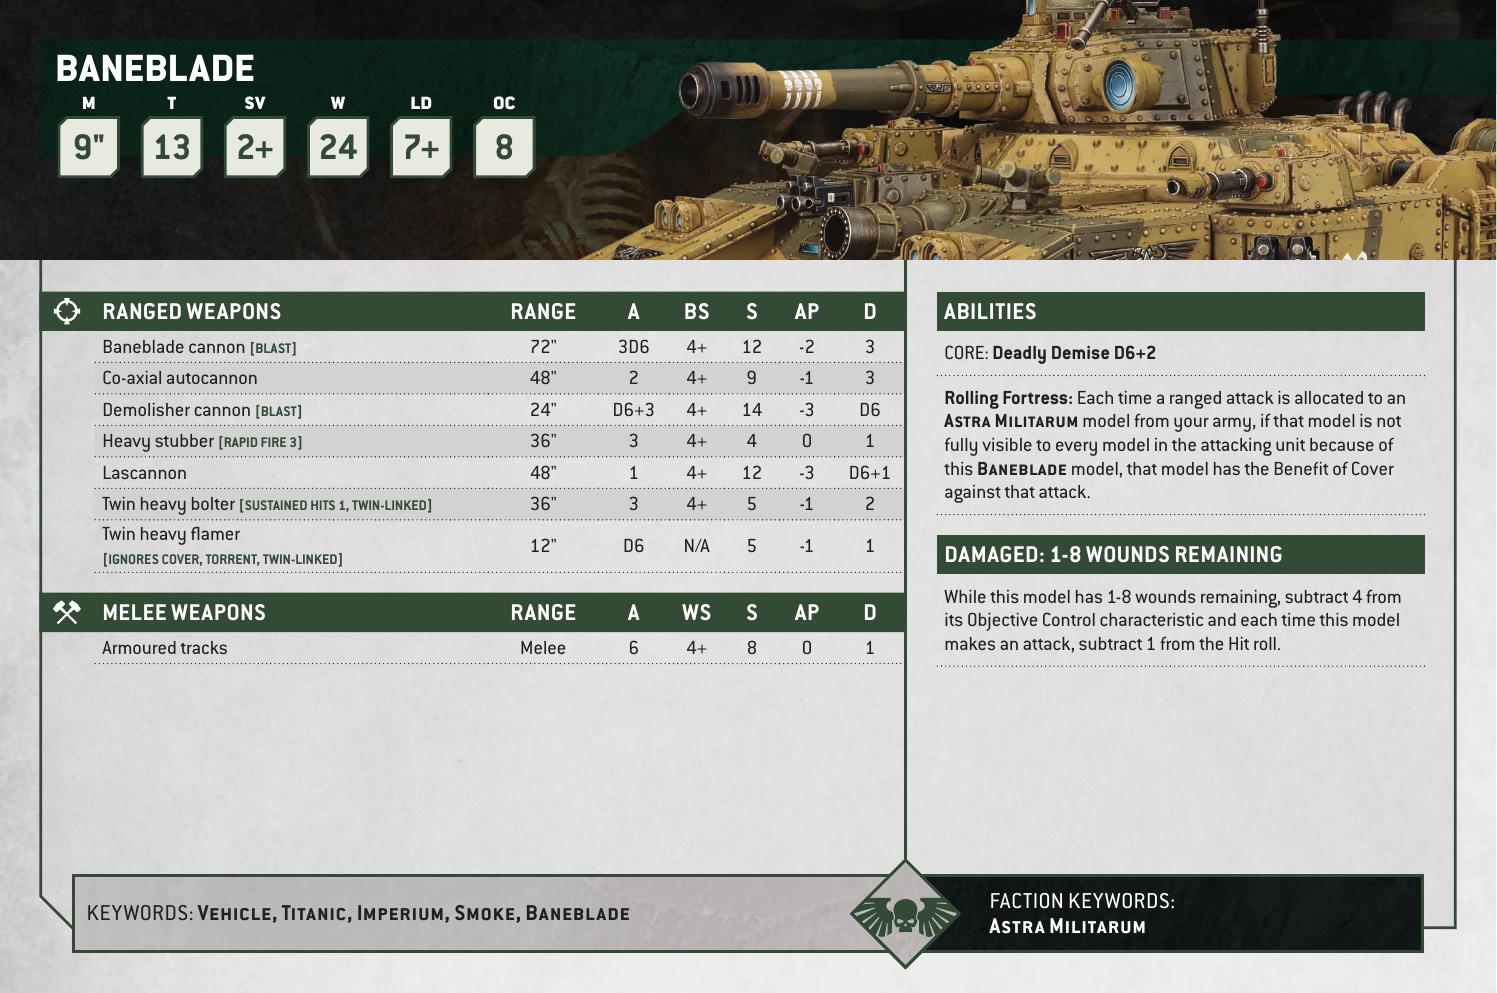 BANEBLADE
M T SV W LD OC
9" 13 2+ 24 7+ 8
RANGED WEAPONS RANGE A BS S AP D
Baneblade cannon [BLAST] 72" 3D6 4+ 12 -2 3
Co-axial autocannon 48" 2 4+ 9 -1 3
Demolisher cannon [BLAST] 24" D6+3 4+ 14 -3 D6
Heavy stubber [RAPID FIRE 3] 36" 3 4+ 4 0 1
Lascannon 48" 1 4+ 12 -3 D6+1
Twin heavy bolter [SUSTAINED HITS 1, TWIN-LINKED] 36" 3 4+ 5 -1 2
Twin heavy flamer
[IGNORES COVER, TORRENT, TWIN-LINKED] 12" D6 N/A 5 -1 1
MELEE WEAPONS RANGE A WS S AP D
Armoured tracks Melee 6 4+ 8 0 1
ABILITIES
CORE: Deadly Demise D6+2
Rolling Fortress: Each time a ranged attack is allocated to an
ASTRA MILITARUM model from your army, if that model is not
fully visible to every model in the attacking unit because of
this BANEBLADE model, that model has the Benefit of Cover
against that attack.
DAMAGED: 1-8 WOUNDS REMAINING
While this model has 1-8 wounds remaining, subtract 4 from
its Objective Control characteristic and each time this model
makes an attack, subtract 1 from the Hit roll.
KEYWORDS: VEHICLE, TITANIC, IMPERIUM, SMOKE, BANEBLADE
FACTION KEYWORDS:
ASTRA MILITARUM